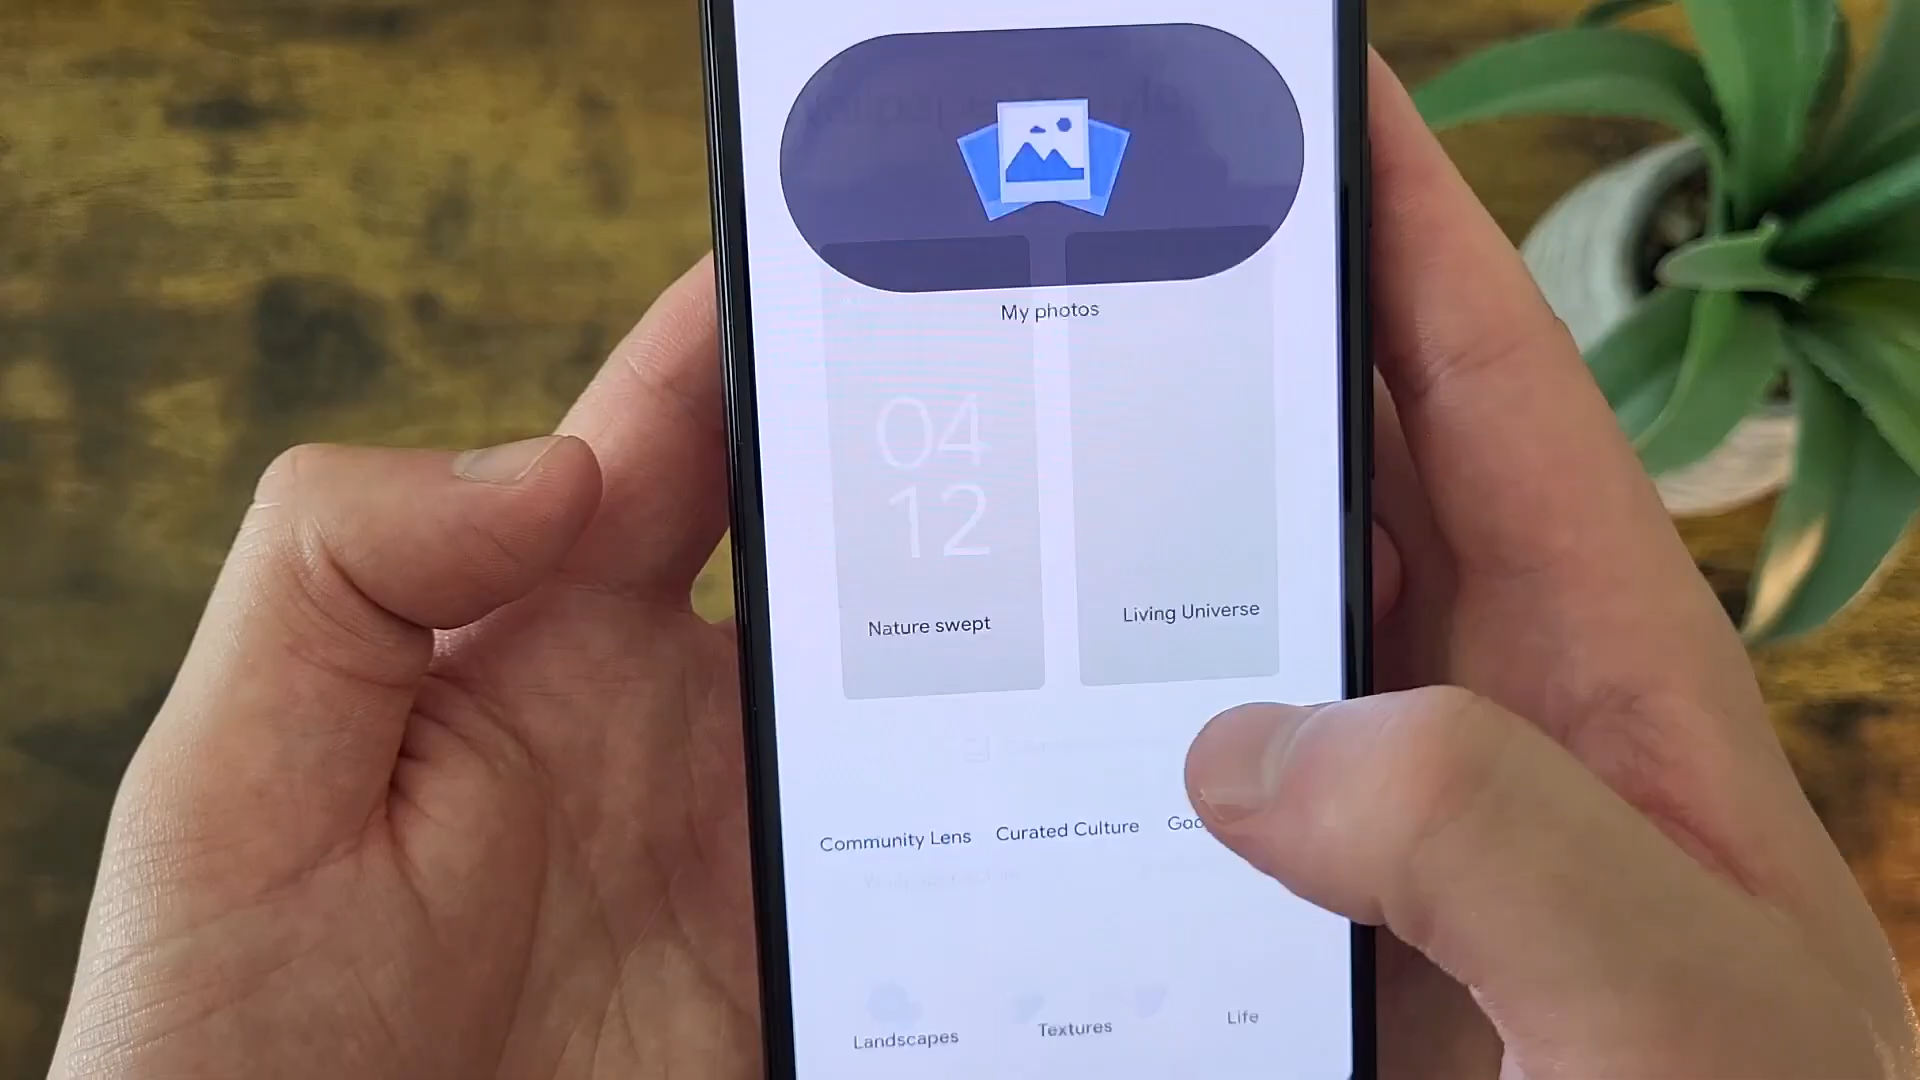 My photos
04
12
Nature swept
Living Universe
Community Lens
Curated Culture
Landscapes
Textures
Life